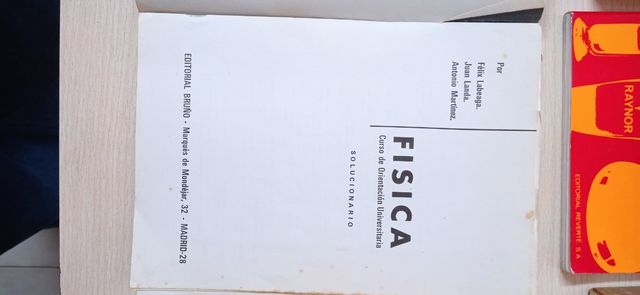 Por
Félix Labeaga.
Juan Landa.
Antonio Martínez.
FISICA
Curso de Orientación Universitaria
SOLUCIONARIO
EDITORIAL BRUÑO - Marqués de Mondéjar, 32 - MADRID-28
Y
RAYNOR
EDITORIAL REVERTÉ, S. A.